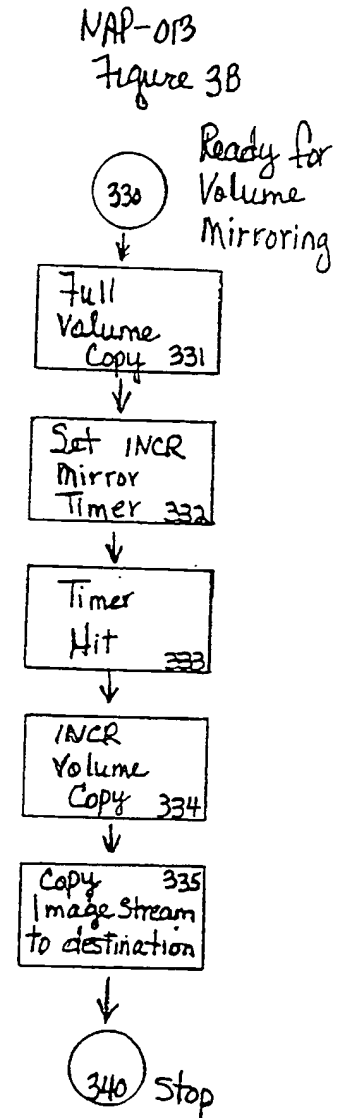 NAP-013
Figure 3B
Ready for
Volume
Mirroring
330
Full
Volume
Copy 331
Set INCR
Mirror
Timer 332
Timer
Hit
333
INCR
Volume
Copy 334
Copy 335
Image Stream
to destination
340 Stop